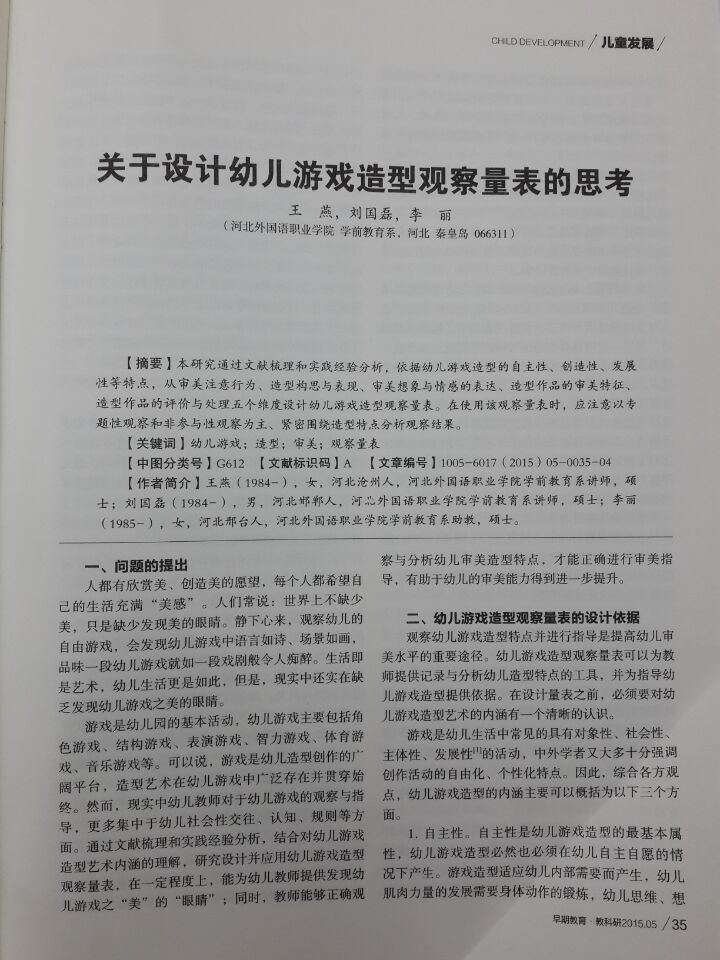 CHILD DEVELOPMENT / 儿童发展 /
关于设计幼儿游戏造型观察量表的思考
王　燕，刘国磊，李　丽
（河北外国语职业学院 学前教育系，河北 秦皇岛 066311）
【摘要】本研究通过文献梳理和实践经验分析，依据幼儿游戏造型的自主性、创造性、发展
性等特点，从审美注意行为、造型构思与表现、审美想象与情感的表达、造型作品的审美特征、
造型作品的评价与处理五个维度设计幼儿游戏造型观察量表。在使用该观察量表时，应注意以专
题性观察和非参与性观察为主、紧密围绕造型特点分析观察结果。
【关键词】幼儿游戏；造型；审美；观察量表
【中图分类号】G612 【文献标识码】A 【文章编号】1005-6017（2015）05-0035-04
【作者简介】王燕（1984-），女，河北沧州人，河北外国语职业学院学前教育系讲师，硕
士；刘国磊（1984-），男，河北邯郸人，河北外国语职业学院学前教育系讲师，硕士；李丽
（1985-），女，河北邢台人，河北外国语职业学院学前教育系助教，硕士。
一、问题的提出
人都有欣赏美、创造美的愿望，每个人都希望自
己的生活充满“美感”。人们常说：世界上不缺少
美，只是缺少发现美的眼睛。静下心来，观察幼儿的
自由游戏，会发现幼儿游戏中语言如诗、场景如画，
品味一段幼儿游戏就如一段戏剧般令人痴醉。生活即
是艺术，幼儿生活更是如此，但是，现实中还实在缺
乏发现幼儿游戏之美的眼睛。
游戏是幼儿园的基本活动，幼儿游戏主要包括角
色游戏、结构游戏、表演游戏、智力游戏、体育游
戏、音乐游戏等。可以说，游戏是幼儿造型创作的广
阔平台，造型艺术在幼儿游戏中广泛存在并贯穿始
终。然而，现实中幼儿教师对于幼儿游戏的观察与指
导，更多集中于幼儿社会性交往、认知、规则等方
面。通过文献梳理和实践经验分析，结合对幼儿游戏
造型艺术内涵的理解，研究设计并应用幼儿游戏造型
观察量表，在一定程度上，能为幼儿教师提供发现幼
儿游戏之“美”的“眼睛”；同时，教师能够正确观
察与分析幼儿审美造型特点，才能正确进行审美指
导，有助于幼儿的审美能力得到进一步提升。
二、幼儿游戏造型观察量表的设计依据
观察幼儿游戏造型特点并进行指导是提高幼儿审
美水平的重要途径。幼儿游戏造型观察量表可以为教
师提供记录与分析幼儿造型特点的工具，并为指导幼
儿游戏造型提供依据。在设计量表之前，必须要对幼
儿游戏造型艺术的内涵有一个清晰的认识。
游戏是幼儿生活中常见的具有对象性、社会性、
主体性、发展性[1]的活动，中外学者又大多十分强调
创作活动的自由化、个性化特点。因此，综合各方观
点，幼儿游戏造型的内涵主要可以概括为以下三个方
面。
1. 自主性。自主性是幼儿游戏造型的最基本属
性，幼儿游戏造型必然也必须在幼儿自主自愿的情
况下产生。游戏造型适应幼儿内部需要而产生，幼儿
肌肉力量的发展需要身体动作的锻炼，幼儿思维、想
早期教育·教科研2015.05 / 35